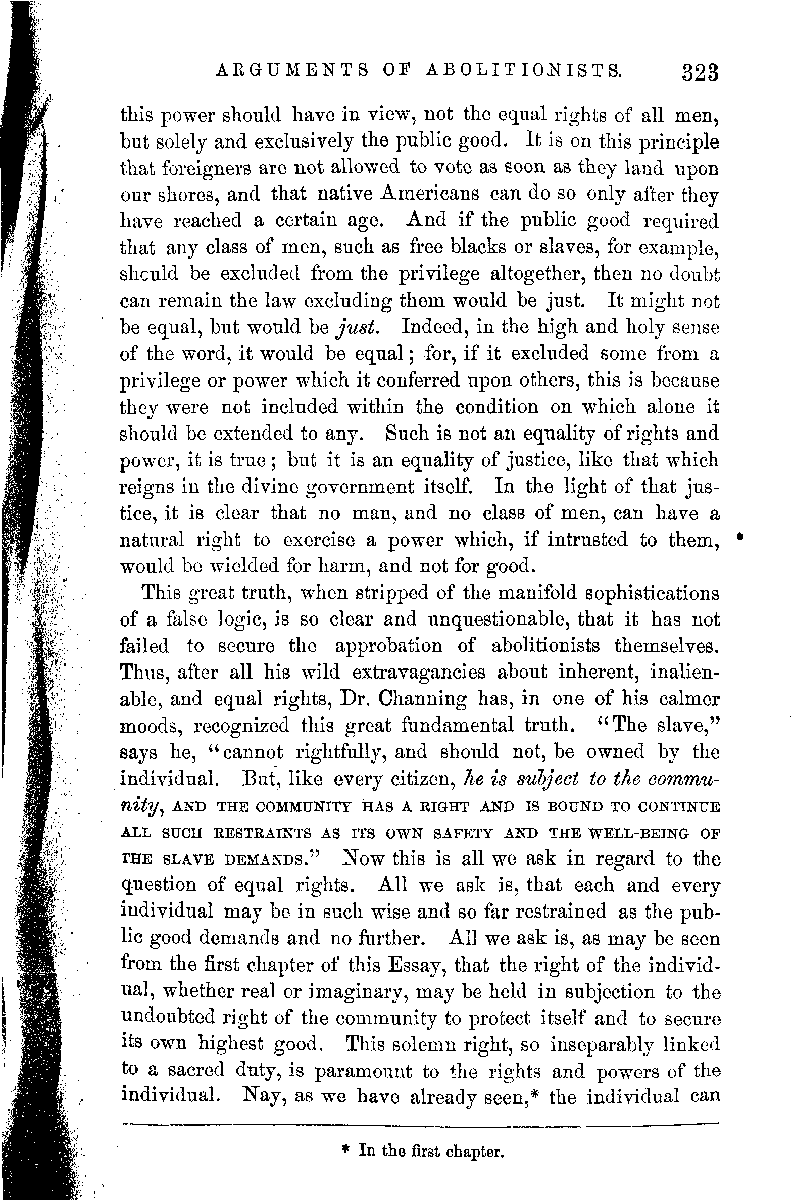 ARGUMENTS OF ABOLITIONISTS. 323
this power should have in view, not the equal rights of all men,
but solely and exclusively the public good. It is on this principle
that foreigners are not allowed to vote as soon as they land upon
our shores, and that native Americans can do so only after they
have reached a certain age. And if the public good required
that any class of men, such as free blacks or slaves, for example,
should be excluded from the privilege altogether, then no doubt
can remain the law excluding them would be just. It might not
be equal, but would be just. Indeed, in the high and holy sense
of the word, it would be equal; for, if it excluded some from a
privilege or power which it conferred upon others, this is because
they were not included within the condition on which alone it
should be extended to any. Such is not an equality of rights and
power, it is true; but it is an equality of justice, like that which
reigns in the divine government itself. In the light of that jus-
tice, it is clear that no man, and no class of men, can have a
natural right to exercise a power which, if intrusted to them,
would be wielded for harm, and not for good.
This great truth, when stripped of the manifold sophistications
of a false logic, is so clear and unquestionable, that it has not
failed to secure the approbation of abolitionists themselves.
Thus, after all his wild extravagancies about inherent, inalien-
able, and equal rights, Dr. Channing has, in one of his calmer
moods, recognized this great fundamental truth. "The slave,"
says he, "cannot rightfully, and should not, be owned by the
individual. But, like every citizen, he is subject to the commu-
nity, AND THE COMMUNITY HAS A RIGHT AND IS BOUND TO CONTINUE
ALL SUCH RESTRAINTS AS ITS OWN SAFETY AND THE WELL-BEING OF
THE SLAVE DEMANDS." Now this is all we ask in regard to the
question of equal rights. All we ask is, that each and every
individual may be in such wise and so far restrained as the pub-
lic good demands and no further. All we ask is, as may be seen
from the first chapter of this Essay, that the right of the individ-
ual, whether real or imaginary, may be held in subjection to the
undoubted right of the community to protect itself and to secure
its own highest good. This solemn right, so inseparably linked
to a sacred duty, is paramount to the rights and powers of the
individual. Nay, as we have already seen,* the individual can
* In the first chapter.